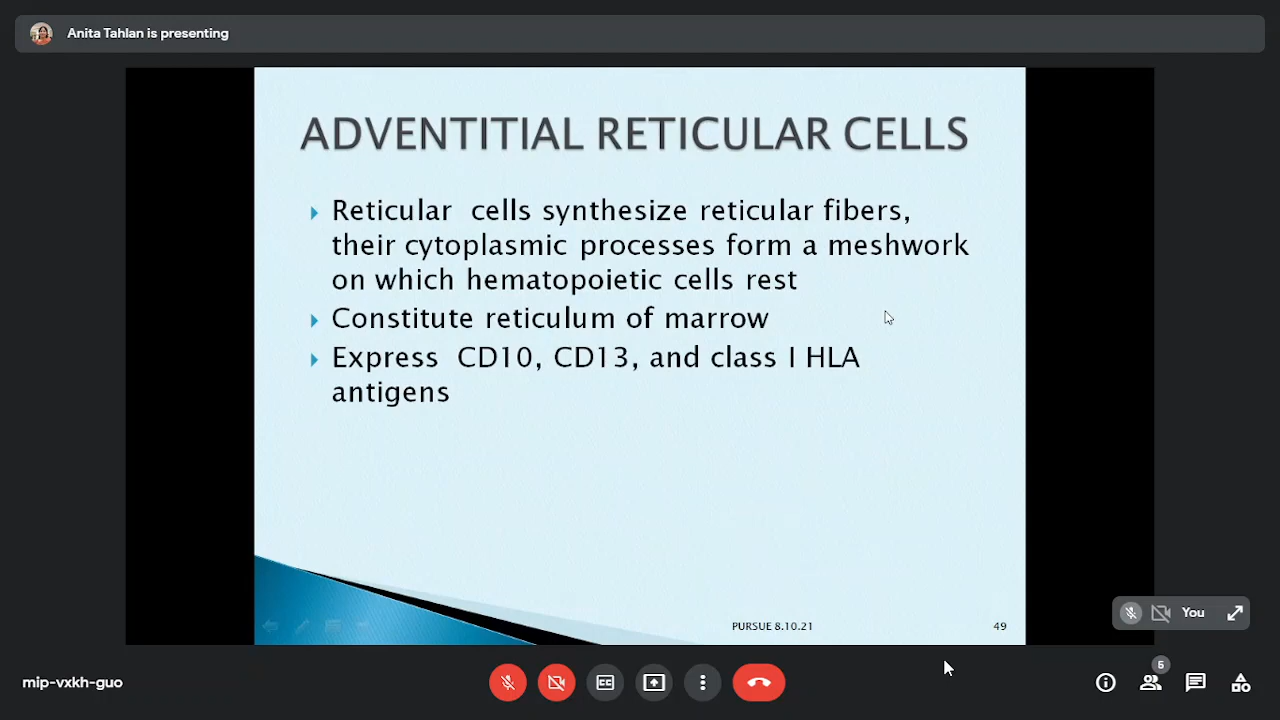 Anita Tahlan is presenting
ADVENTITIAL RETICULAR CELLS
Reticular cells synthesize reticular fibers,
their cytoplasmic processes form a meshwork
on which hematopoietic cells rest
Constitute reticulum of marrow
Express CD10, CD13, and class I HLA
antigens
PURSUE 8.10.21
49
You
mip-vxkh-guo
CC
5